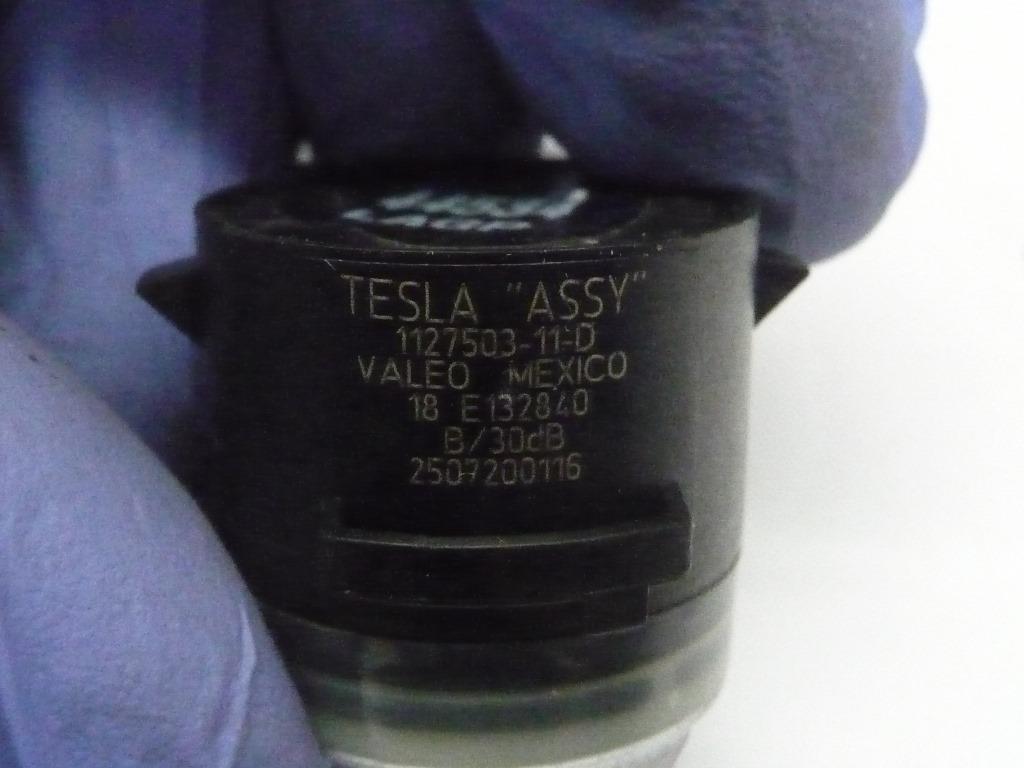 TESLA "ASSY"
1127503-11-D
VALEO MEXICO
18 E132840
B/30dB
2507200116